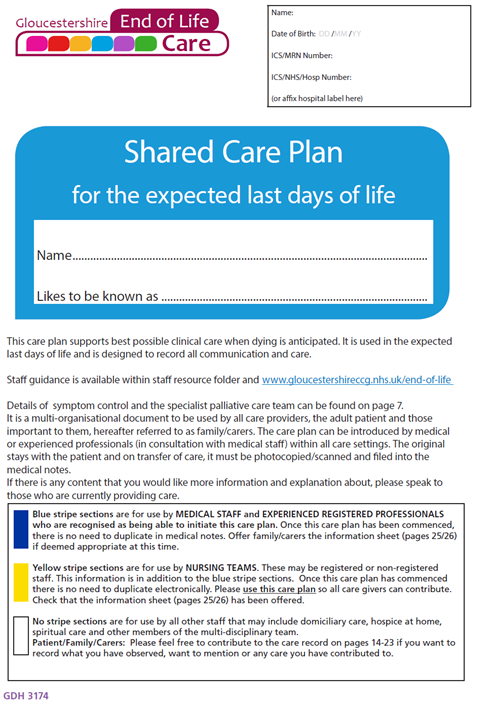 Gloucestershire End of Life
Care
Name:
Date of Birth: DD/MM/YY
ICS/MRN Number:
ICS/NHS/Hosp Number:
(or affix hospital label here)
Shared Care Plan
for the expected last days of life
Name..........................................................................................
Likes to be known as ....................................................................
This care plan supports best possible clinical care when dying is anticipated. It is used in the expected
last days of life and is designed to record all communication and care.
Staff guidance is available within staff resource folder and www.gloucestershireccg.nhs.uk/end-of-life
Details of symptom control and the specialist palliative care team can be found on page 7.
It is a multi-organisational document to be used by all care providers, the adult patient and those
important to them, hereafter referred to as family/carers. The care plan can be introduced by medical
or experienced professionals (in consultation with medical staff) within all care settings. The original
stays with the patient and on transfer of care, it must be photocopied/scanned and filed into the
medical notes.
If there is any content that you would like more information and explanation about, please speak to
those who are currently providing care.
Blue stripe sections are for use by MEDICAL STAFF and EXPERIENCED REGISTERED PROFESSIONALS
who are recognised as being able to initiate this care plan. Once this care plan has been commenced,
there is no need to duplicate in medical notes. Offer family/carers the information sheet (pages 25/26)
if deemed appropriate at this time.
Yellow stripe sections are for use by NURSING TEAMS. These may be registered or non-registered
staff. This information is in addition to the blue stripe sections. Once this care plan has commenced
there is no need to duplicate electronically. Please use this care plan so all care givers can contribute.
Check that the information sheet (pages 25/26) has been offered.
No stripe sections are for use by all other staff that may include domiciliary care, hospice at home,
spiritual care and other members of the multi-disciplinary team.
Patient/Family/Carers: Please feel free to contribute to the care record on pages 14-23 if you want to
record what you have observed, want to mention or any care you have contributed to.
GDH 3174